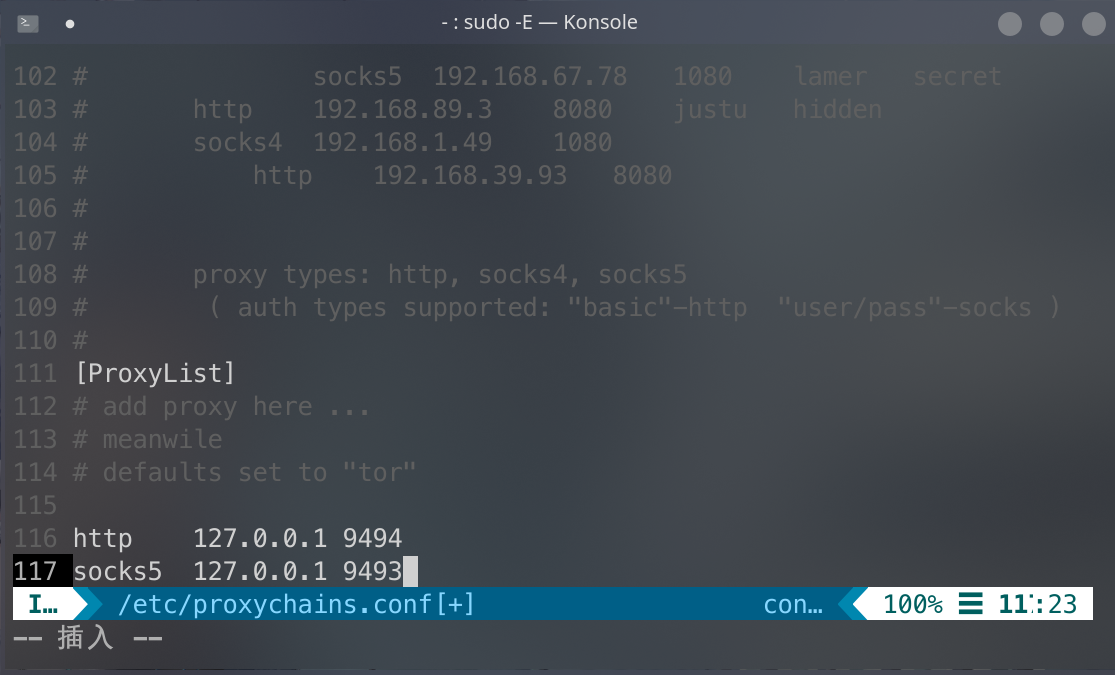 - : sudo -E — Konsole
102 # socks5 192.168.67.78 1080 lamer secret
103 # http 192.168.89.3 8080 justu hidden
104 # socks4 192.168.1.49 1080
105 # http 192.168.39.93 8080
106 #
107 #
108 # proxy types: http, socks4, socks5
109 # ( auth types supported: "basic"-http "user/pass"-socks )
110 #
111 [ProxyList]
112 # add proxy here ...
113 # meanwile
114 # defaults set to "tor"
115
116 http 127.0.0.1 9494
117 socks5 127.0.0.1 9493
I… /etc/proxychains.conf[+] con… 100% ☰ 117:23
-- 插入 --